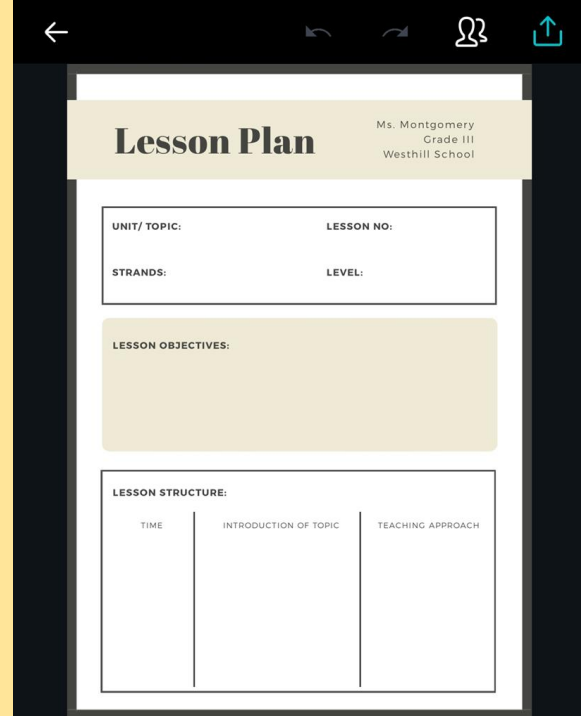 Lesson Plan
Ms. Montgomery
Grade III
Westhill School
UNIT/ TOPIC:
LESSON NO:
STRANDS:
LEVEL:
LESSON OBJECTIVES:
LESSON STRUCTURE:
TIME
INTRODUCTION OF TOPIC
TEACHING APPROACH